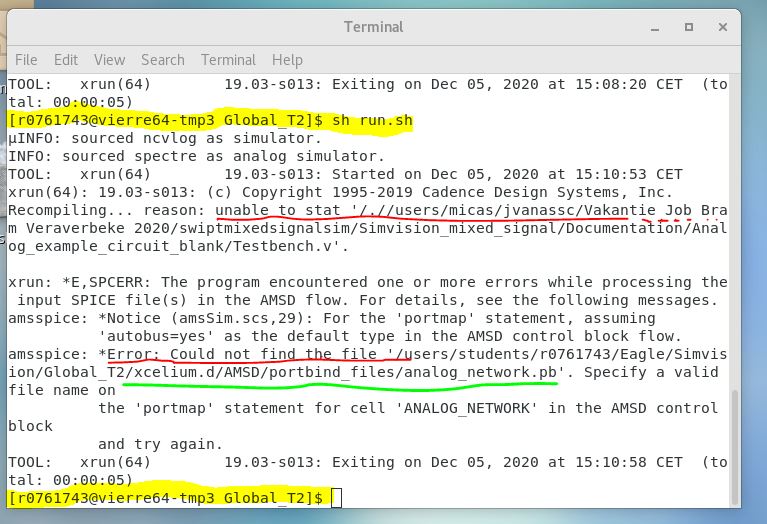 Terminal
File Edit View Search Terminal Help
TOOL: xrun(64) 19.03-s013: Exiting on Dec 05, 2020 at 15:08:20 CET (to
tal: 00:00:05)
[r0761743@vierre64-tmp3 Global_T2]$ sh run.sh
µINFO: sourced ncvlog as simulator.
INFO: sourced spectre as analog simulator.
TOOL: xrun(64) 19.03-s013: Started on Dec 05, 2020 at 15:10:53 CET
xrun(64): 19.03-s013: (c) Copyright 1995-2019 Cadence Design Systems, Inc.
Recompiling... reason: unable to stat '/.//users/micas/jvanassc/Vakantie Job Bra
m Veraverbeke 2020/swiptmixedsignalsim/Simvision_mixed_signal/Documentation/Anal
og_example_circuit_blank/Testbench.v'.
xrun: *E,SPCERR: The program encountered one or more errors while processing the
input SPICE file(s) in the AMSD flow. For details, see the following messages.
amsspice: *Notice (amsSim.scs,29): For the 'portmap' statement, assuming
'autobus=yes' as the default type in the AMSD control block flow.
amsspice: *Error: Could not find the file '/users/students/r0761743/Eagle/Simvis
ion/Global_T2/xcelium.d/AMSD/portbind_files/analog_network.pb'. Specify a valid
file name on
the 'portmap' statement for cell 'ANALOG_NETWORK' in the AMSD control
block
and try again.
TOOL: xrun(64) 19.03-s013: Exiting on Dec 05, 2020 at 15:10:58 CET (to
tal: 00:00:05)
[r0761743@vierre64-tmp3 Global_T2]$